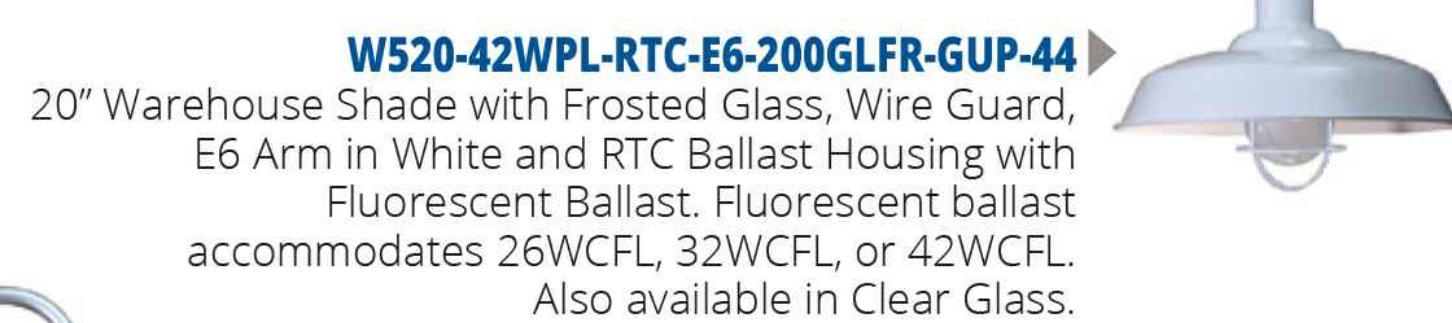 W520-42WPL-RTC-E6-200GLFR-GUP-44
20” Warehouse Shade with Frosted Glass, Wire Guard,
E6 Arm in White and RTC Ballast Housing with
Fluorescent Ballast. Fluorescent ballast
accommodates 26WCFL, 32WCFL, or 42WCFL.
Also available in Clear Glass.